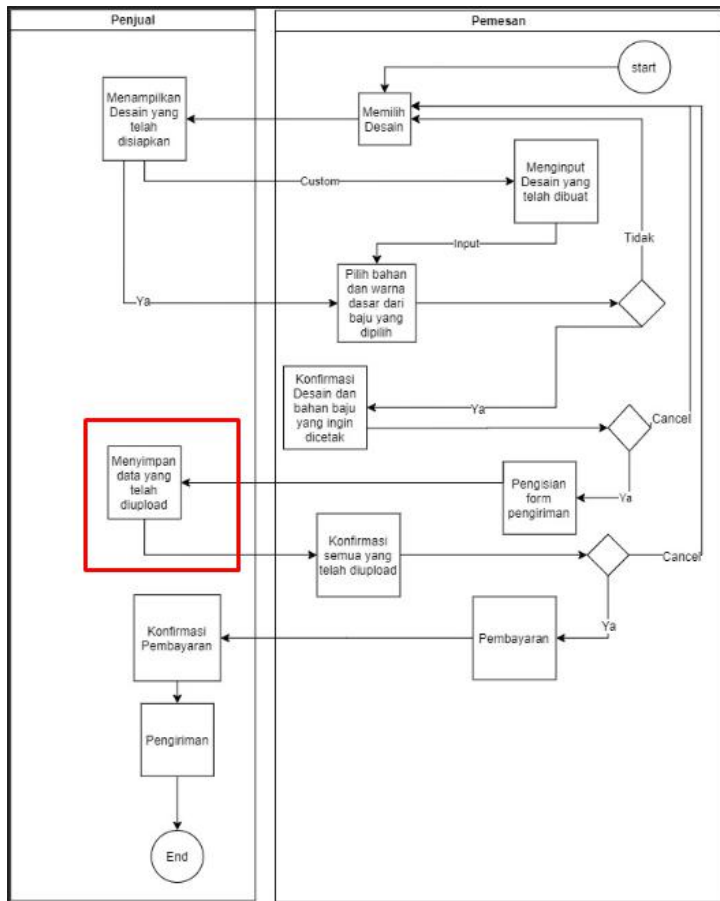 Penjual
Pemesan
start
Menampilkan
Desain yang
telah
disiapkan
Memilih
Desain
Custom
Menginput
Desain yang
telah dibuat
Tidak
Input
Ya
Pilih bahan
dan warna
dasar dari
baju yang
dipilih
Konfirmasi
Desain dan
bahan baju
yang ingin
dicetak
Ya
Cancel
Menyimpan
data yang
telah
diupload
Pengisian
form
pengiriman
Ya
Konfirmasi
semua yang
telah diupload
Cancel
Ya
Konfirmasi
Pembayaran
Pembayaran
Pengiriman
End